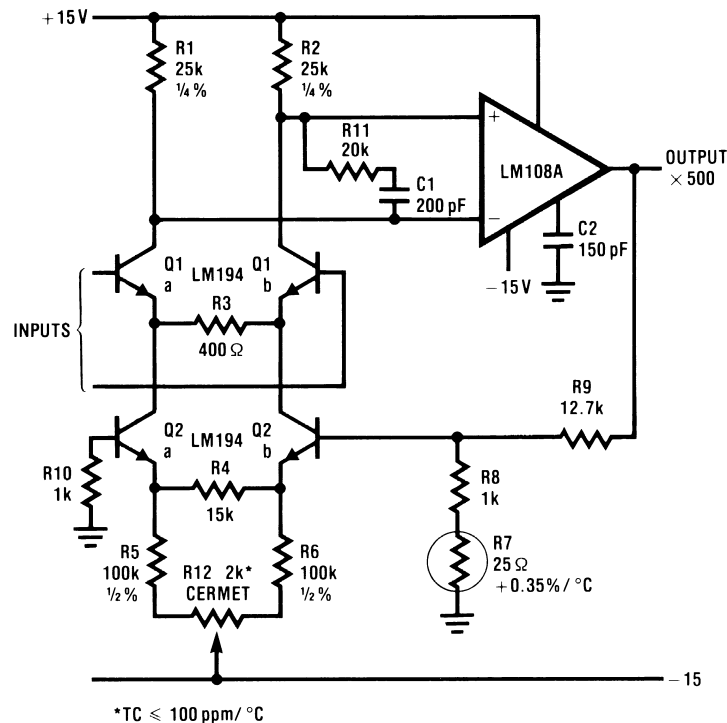 +15V
R1
25k
¼%
R2
25k
¼%
R11
20k
C1
200 pF
+
−
LM108A
OUTPUT
×500
C2
150 pF
−15V
Q1
a
LM194
Q1
b
R3
400 Ω
INPUTS
R9
12.7k
Q2
a
LM194
Q2
b
R10
1k
R4
15k
R8
1k
R5
100k
½%
R12 2k*
CERMET
R6
100k
½%
R7
25 Ω
+0.35%/°C
−15
*TC ≤ 100 ppm/°C